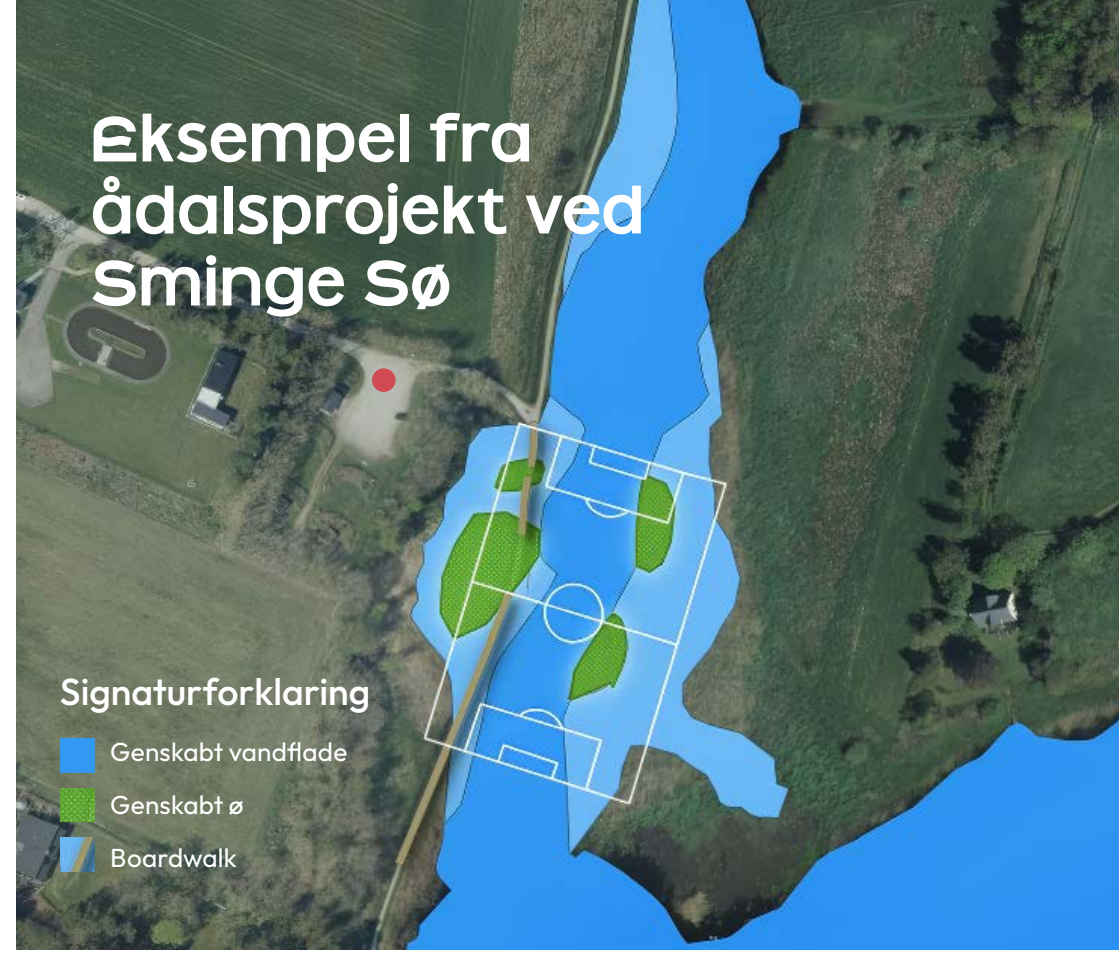 Eksempel fra
ådalsprojekt ved
Sminge Sø
Signaturforklaring
Genskabt vandflade
Genskabt ø
Boardwalk